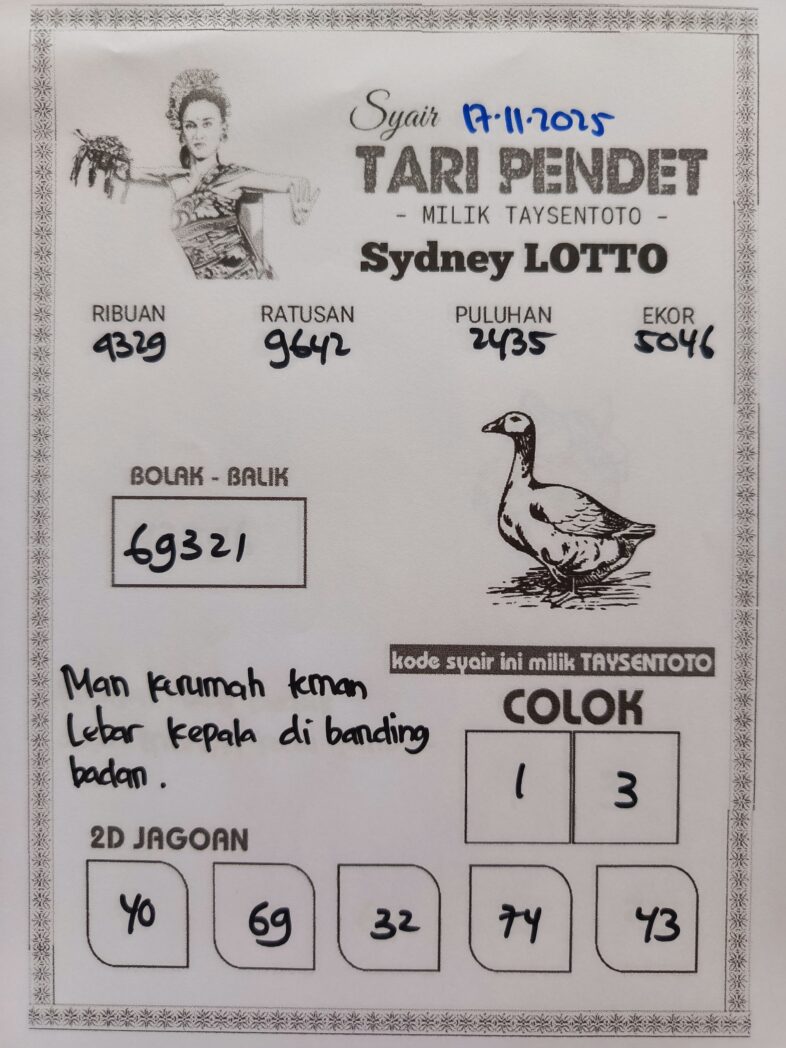 Syair 17.11.2025
TARI PENDET
- MILIK TAYSENTOTO -
Sydney LOTTO
RIBUAN RATUSAN PULUHAN EKOR
9329 9642 2435 5046
BOLAK - BALIK
69321
kode syair ini milik TAYSENTOTO
Man kerumah teman
Lebar kepala di banding
badan.
COLOK
1 3
2D JAGOAN
40 69 32 74 43